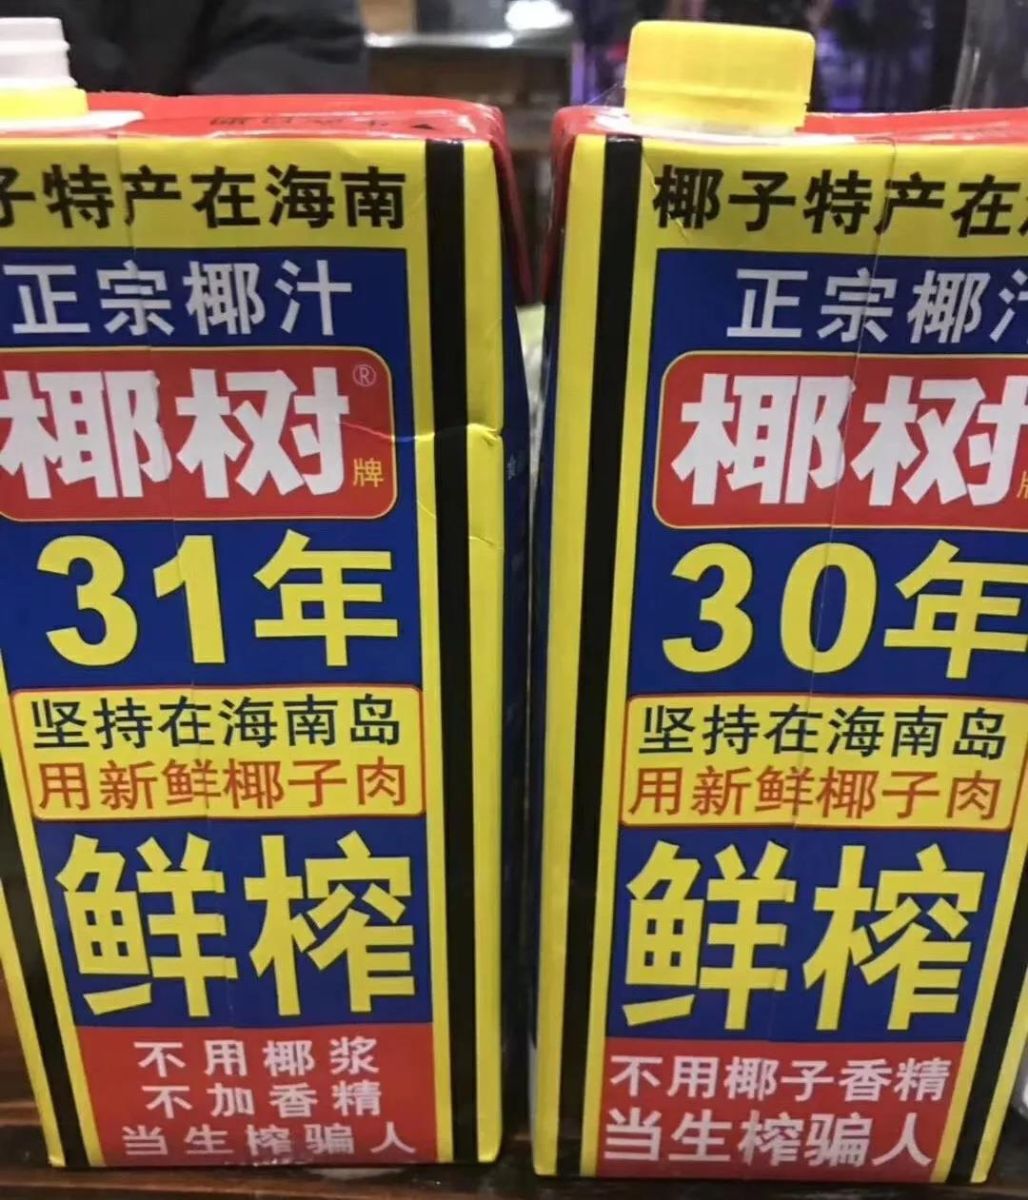 子特产在海南
正宗椰汁
椰树®
牌
31年
坚持在海南岛
用新鲜椰子肉
鲜榨
不用椰浆
不加香精
当生榨骗人
椰子特产在
正宗椰汁
椰树
牌
30年
坚持在海南岛
用新鲜椰子肉
鲜榨
不用椰子香精
当生榨骗人